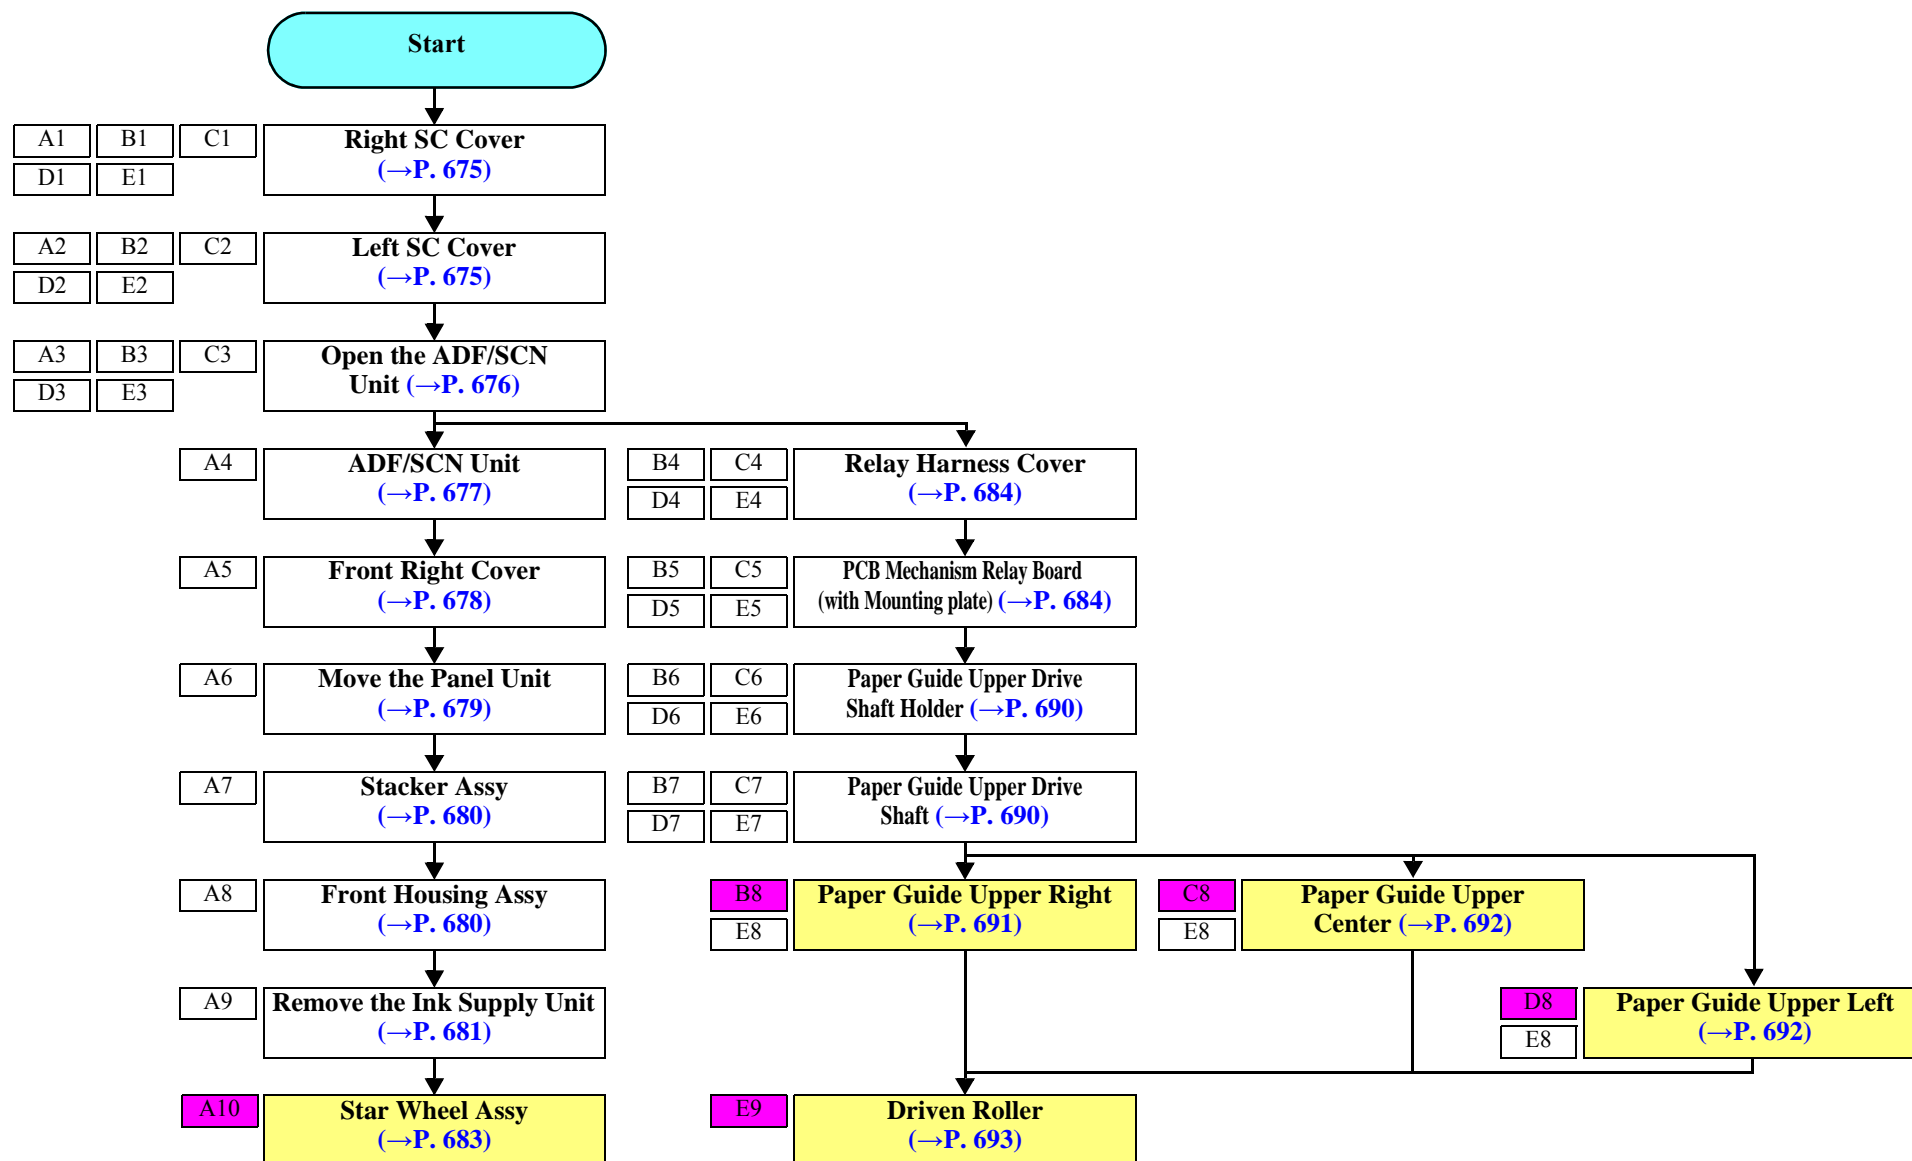 Start
A1 B1 C1
D1 E1
Right SC Cover
(→P. 675)
A2 B2 C2
D2 E2
Left SC Cover
(→P. 675)
A3 B3 C3
D3 E3
Open the ADF/SCN
Unit (→P. 676)
A4
ADF/SCN Unit
(→P. 677)
B4 C4
D4 E4
Relay Harness Cover
(→P. 684)
A5
Front Right Cover
(→P. 678)
B5 C5
D5 E5
PCB Mechanism Relay Board
(with Mounting plate) (→P. 684)
A6
Move the Panel Unit
(→P. 679)
B6 C6
D6 E6
Paper Guide Upper Drive
Shaft Holder (→P. 690)
A7
Stacker Assy
(→P. 680)
B7 C7
D7 E7
Paper Guide Upper Drive
Shaft (→P. 690)
A8
Front Housing Assy
(→P. 680)
B8
E8
Paper Guide Upper Right
(→P. 691)
C8
E8
Paper Guide Upper
Center (→P. 692)
A9
Remove the Ink Supply Unit
(→P. 681)
D8
E8
Paper Guide Upper Left
(→P. 692)
A10
Star Wheel Assy
(→P. 683)
E9
Driven Roller
(→P. 693)